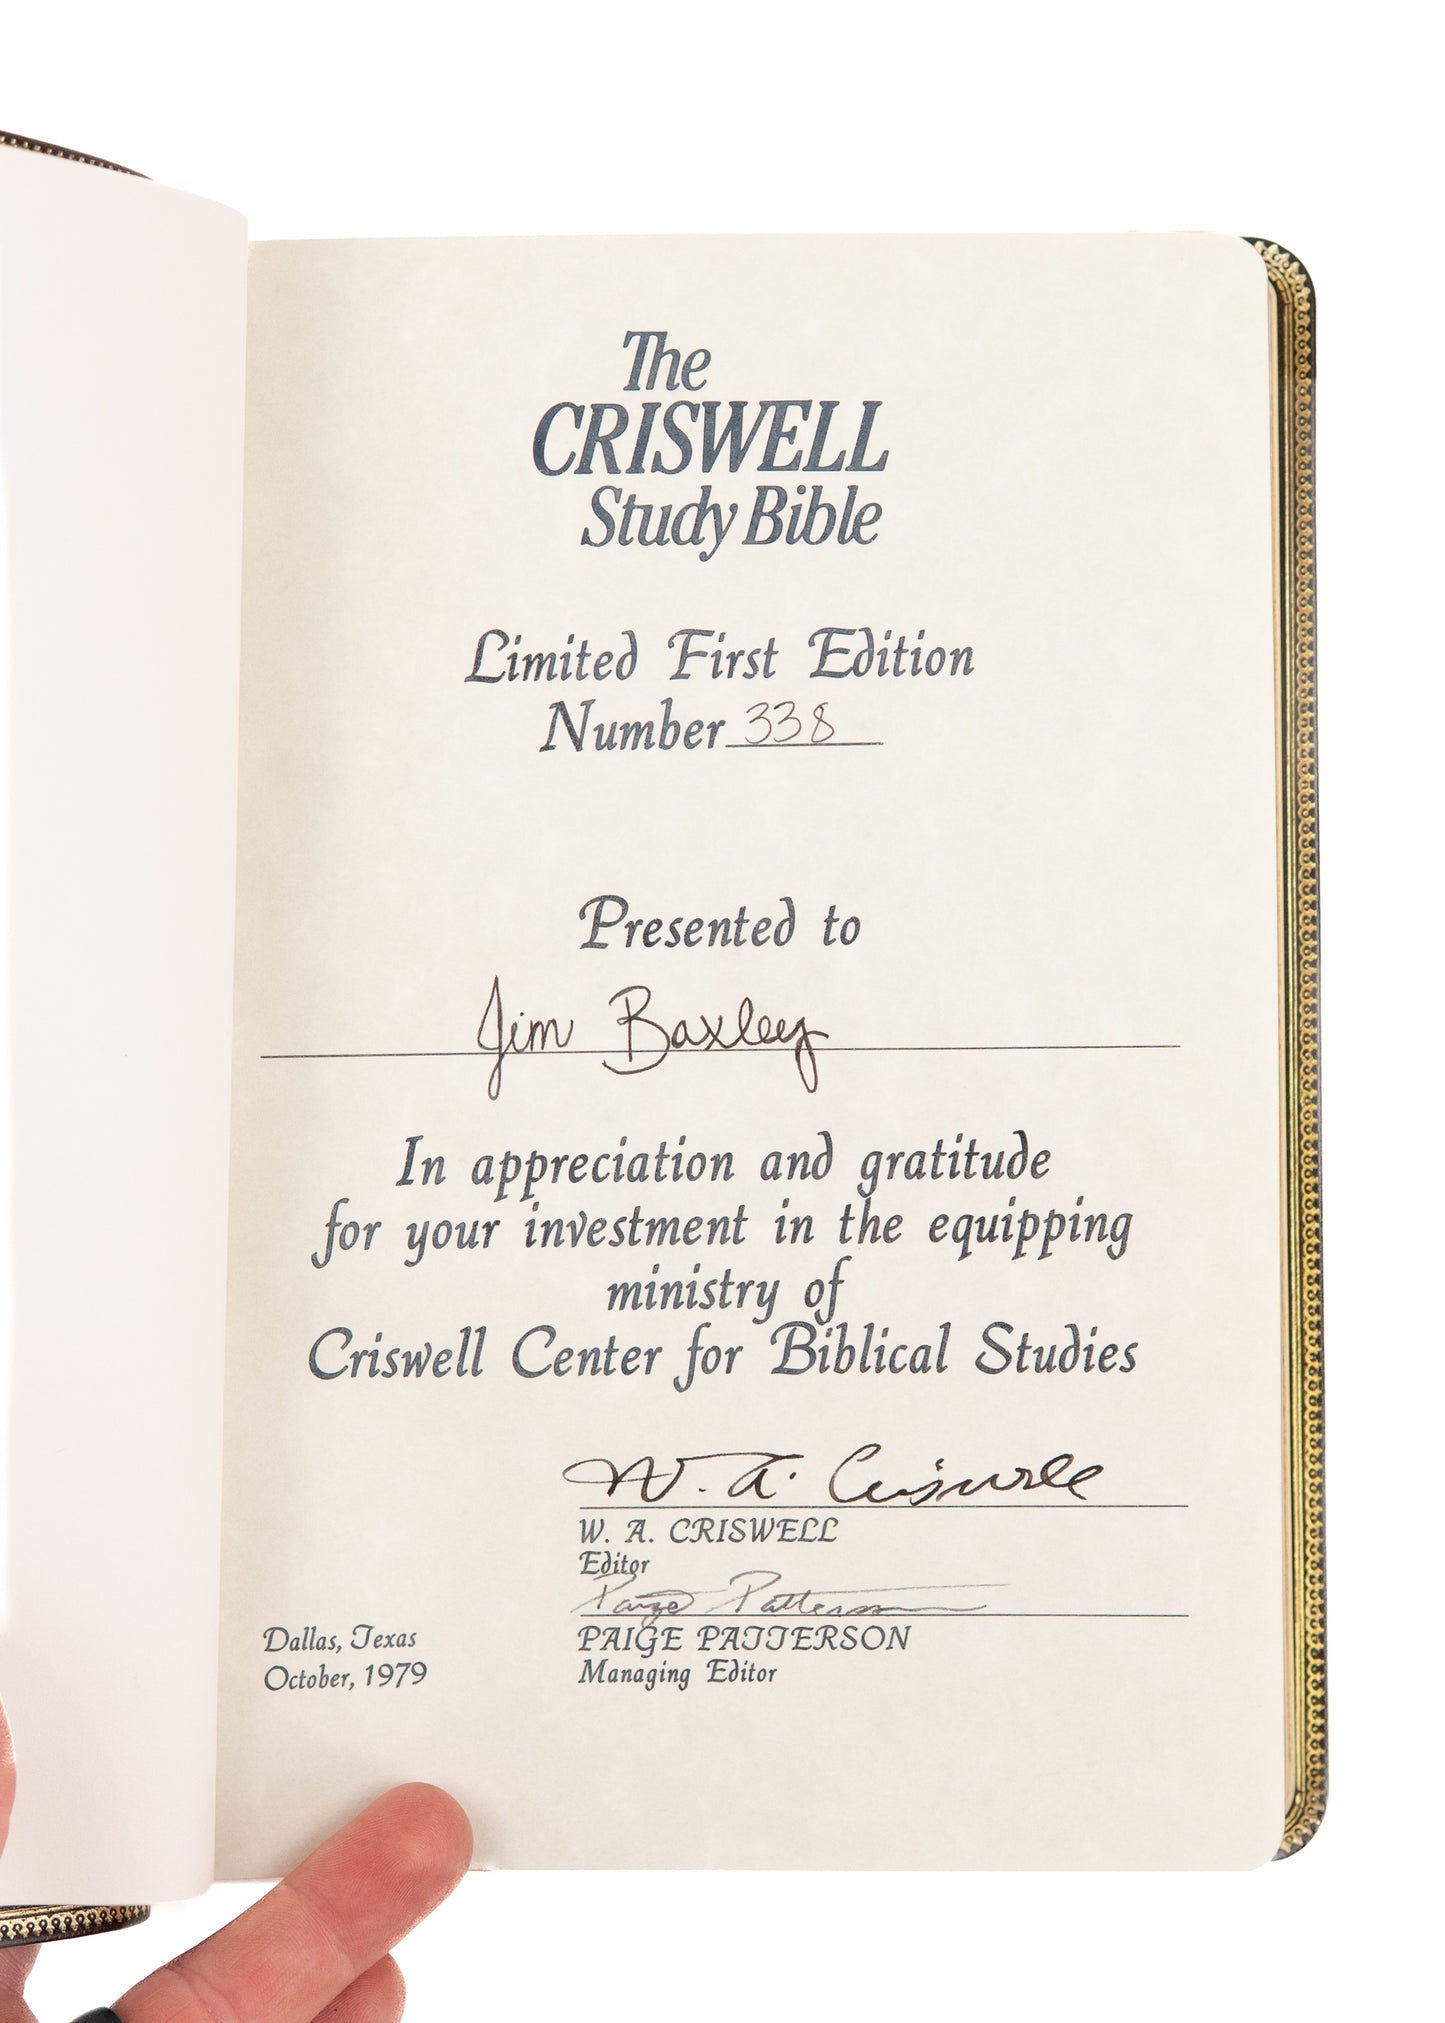 The
CRISWELL
Study Bible
Limited First Edition
Number 338
Presented to
Jim Baxley
In appreciation and gratitude
for your investment in the equipping
ministry of
Criswell Center for Biblical Studies
W. A. Criswell
W. A. CRISWELL
Editor
Paige Patterson
Dallas, Texas
PAIGE PATTERSON
October, 1979
Managing Editor